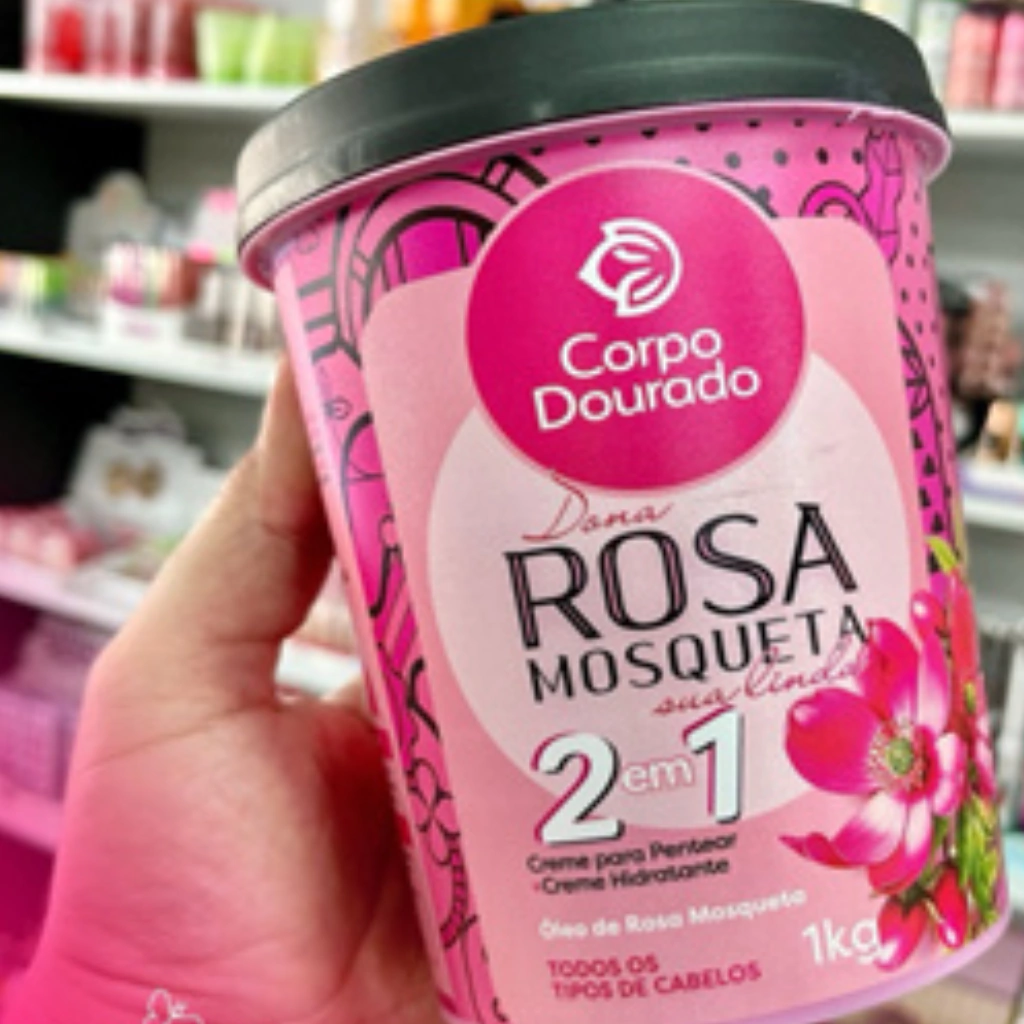 Corpo
Dourado
Dona
ROSA
MOSQUETA
sua linda
2 em 1
Creme para Pentear
+Creme Hidratante
Óleo de Rosa Mosqueta
1kg
TODOS OS
TIPOS DE CABELOS